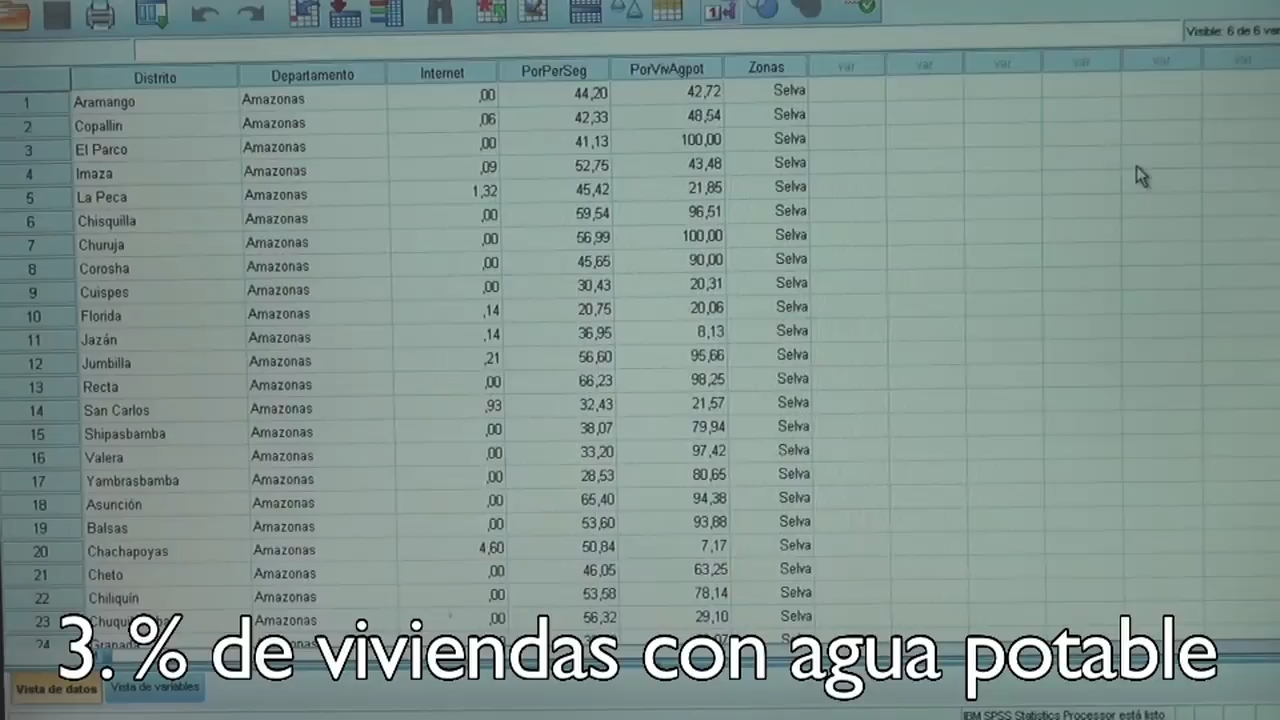 Visible: 6 de 6 var
Distrito Departamento Internet PorPerSeg PorVivAgpot Zonas var var var var var var
1 Aramango Amazonas ,00 44,20 42,72 Selva
2 Copallin Amazonas ,06 42,33 48,54 Selva
3 El Parco Amazonas ,00 41,13 100,00 Selva
4 Imaza Amazonas ,09 52,75 43,48 Selva
5 La Peca Amazonas 1,32 45,42 21,85 Selva
6 Chisquilla Amazonas ,00 59,54 96,51 Selva
7 Churuja Amazonas ,00 56,99 100,00 Selva
8 Corosha Amazonas ,00 45,65 90,00 Selva
9 Cuispes Amazonas ,00 30,43 20,31 Selva
10 Florida Amazonas ,14 20,75 20,06 Selva
11 Jazán Amazonas ,14 36,95 8,13 Selva
12 Jumbilla Amazonas ,21 56,60 95,66 Selva
13 Recta Amazonas ,00 66,23 98,25 Selva
14 San Carlos Amazonas ,93 32,43 21,57 Selva
15 Shipasbamba Amazonas ,00 38,07 79,94 Selva
16 Valera Amazonas ,00 33,20 97,42 Selva
17 Yambrasbamba Amazonas ,00 28,53 80,65 Selva
18 Asunción Amazonas ,00 65,40 94,38 Selva
19 Balsas Amazonas ,00 53,60 93,88 Selva
20 Chachapoyas Amazonas 4,60 50,84 7,17 Selva
21 Cheto Amazonas ,00 46,05 63,25 Selva
22 Chiliquín Amazonas ,00 53,58 78,14 Selva
23 Amazonas ,00 56,32 29,10 Selva
24
3. % de viviendas con agua potable
Vista de datos Vista de variables
IBM SPSS Statistics Processor está listo